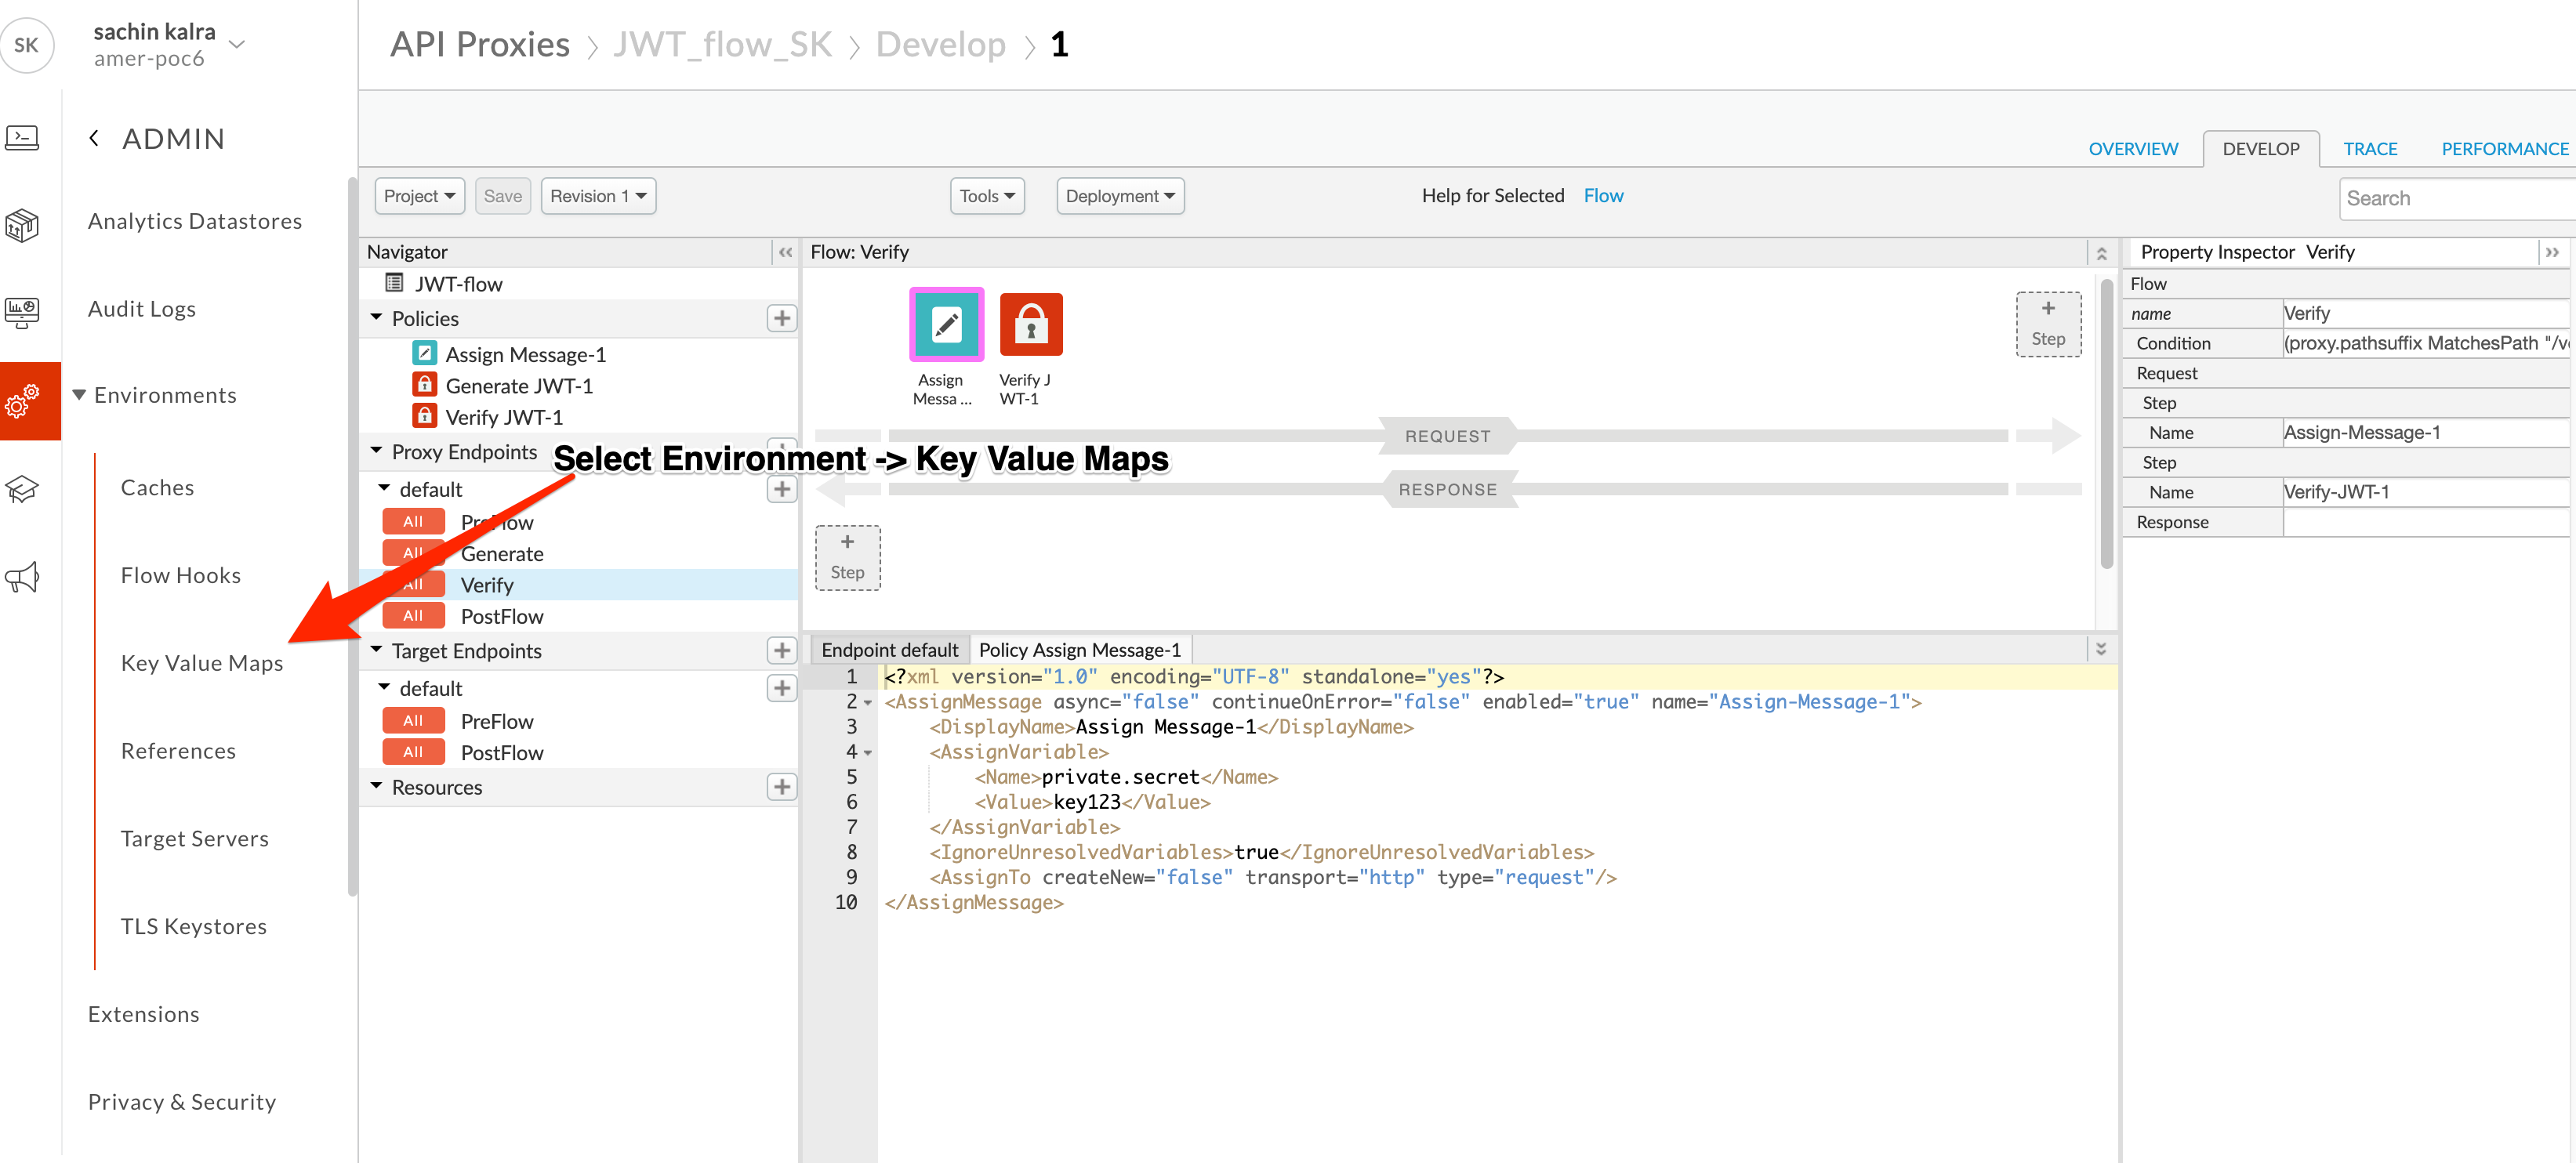 SK
sachin kalra
amer-poc6
API Proxies > JWT_flow_SK > Develop > 1
ADMIN
Analytics Datastores
Audit Logs
Environments
Caches
Flow Hooks
Key Value Maps
References
Target Servers
TLS Keystores
Extensions
Privacy & Security
OVERVIEW
DEVELOP
TRACE
PERFORMANCE
Project
Save
Revision 1
Tools
Deployment
Help for Selected Flow
Search
Navigator
JWT-flow
Policies
Assign Message-1
Generate JWT-1
Verify JWT-1
Proxy Endpoints
Select Environment -> Key Value Maps
default
All PreFlow
All Generate
All Verify
All PostFlow
Target Endpoints
default
All PreFlow
All PostFlow
Resources
Flow: Verify
Assign
Messa ...
Verify J
WT-1
+
Step
REQUEST
RESPONSE
+
Step
Endpoint default
Policy Assign Message-1
1 <?xml version="1.0" encoding="UTF-8" standalone="yes"?>
2 <AssignMessage async="false" continueOnError="false" enabled="true" name="Assign-Message-1">
3 <DisplayName>Assign Message-1</DisplayName>
4 <AssignVariable>
5 <Name>private.secret</Name>
6 <Value>key123</Value>
7 </AssignVariable>
8 <IgnoreUnresolvedVariables>true</IgnoreUnresolvedVariables>
9 <AssignTo createNew="false" transport="http" type="request"/>
10 </AssignMessage>
Property Inspector Verify
Flow
name Verify
Condition (proxy.pathsuffix MatchesPath "/v
Request
Step
Name Assign-Message-1
Step
Name Verify-JWT-1
Response